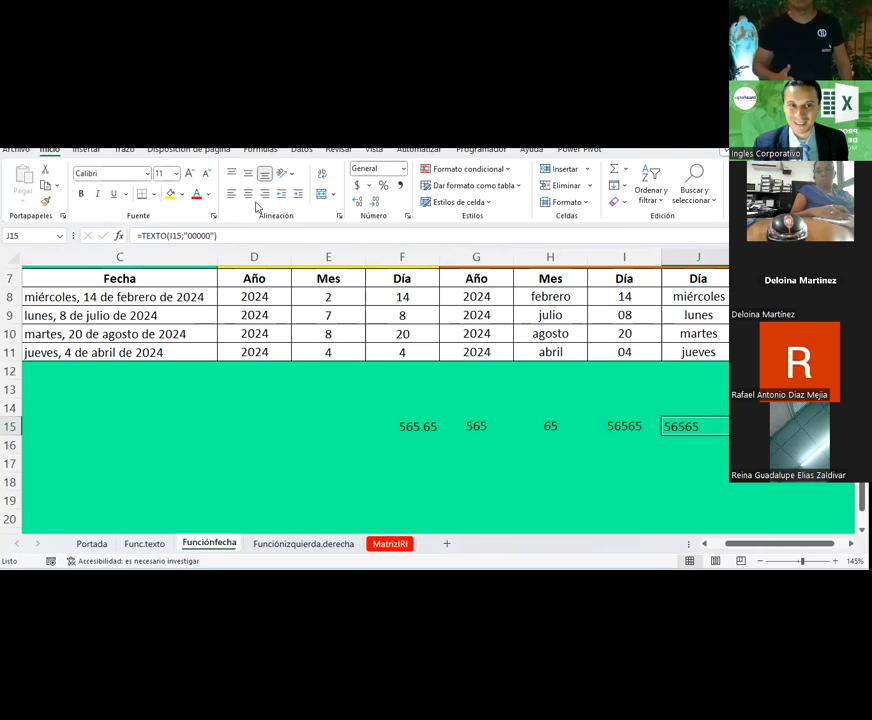 Archivo Inicio Insertar Trazo Disposición de página Fórmulas Datos Revisar Vista Automatizar Programador Ayuda Power Pivot
Pegar
Calibri 11 A A
N K S A
General
$ % 000
Formato condicional
Dar formato como tabla
Estilos de celda
Insertar
Eliminar
Formato
Ordenar y filtrar
Buscar y seleccionar
Portapapeles Fuente Alineación Número Estilos Celdas
J15 fx =TEXTO(I15;"00000")
C D E F G H I J
7 Fecha Año Mes Día Año Mes Día Día
8 miércoles, 14 de febrero de 2024 2024 2 14 2024 febrero 14 miércoles
9 lunes, 8 de julio de 2024 2024 7 8 2024 julio 08 lunes
10 martes, 20 de agosto de 2024 2024 8 20 2024 agosto 20 martes
11 jueves, 4 de abril de 2024 2024 4 4 2024 abril 04 jueves
12
13
14
15 565.65 565 65 56565 56565
16
17
18
19
20
Portada Func.texto Funciónfecha Funciónizquierda.derecha MatrizIRI +
Listo Accesibilidad: es necesario investigar 145%
X
Ingles Corporativo
Deloina Martinez
Deloina Martínez
R
Rafael Antonio Diaz Mejia
Reina Guadalupe Elias Zaldívar